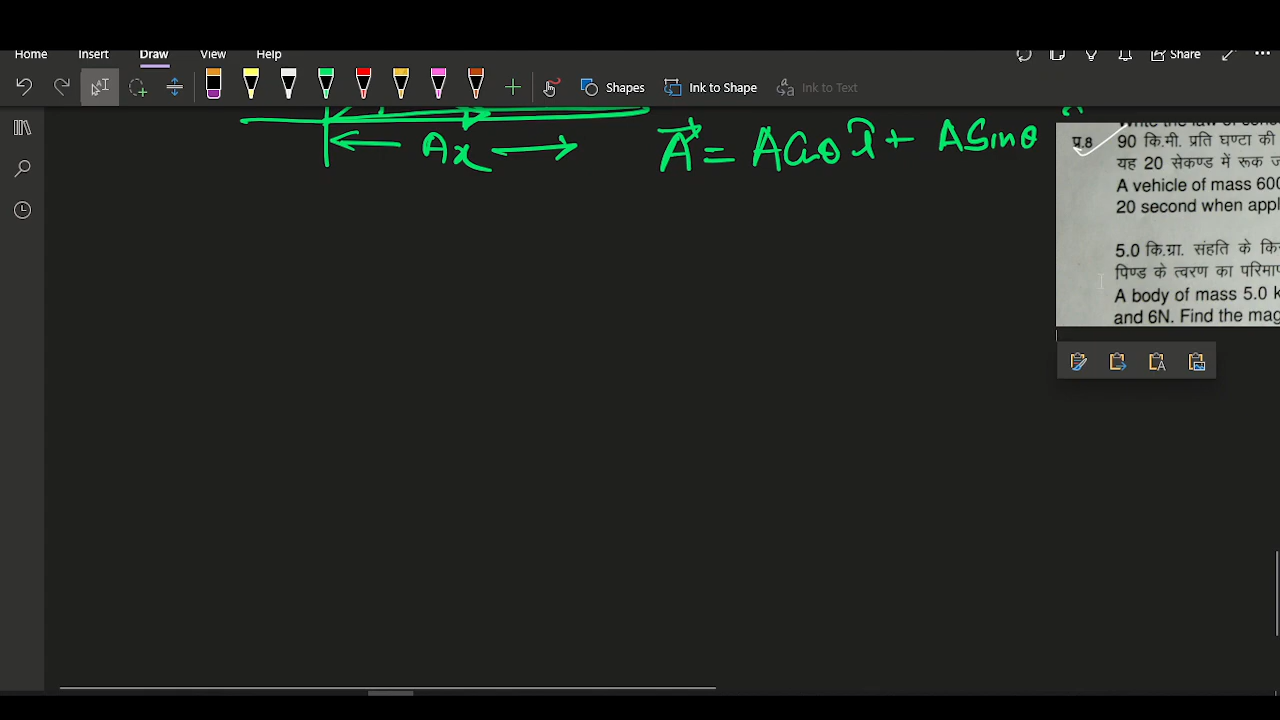 Home Insert Draw View Help Share
Shapes Ink to Shape Ink to Text
Ax
A⃗ = A Cosθ î + A Sinθ
प्र.8 90 कि.मी. प्रति घण्टा की
यह 20 सेकण्ड में रूक
A vehicle of mass 600
20 second when appl
5.0 कि.ग्रा. संहति के कि
पिण्ड के त्वरण का परिमा
A body of mass 5.0 k
and 6N. Find the mag